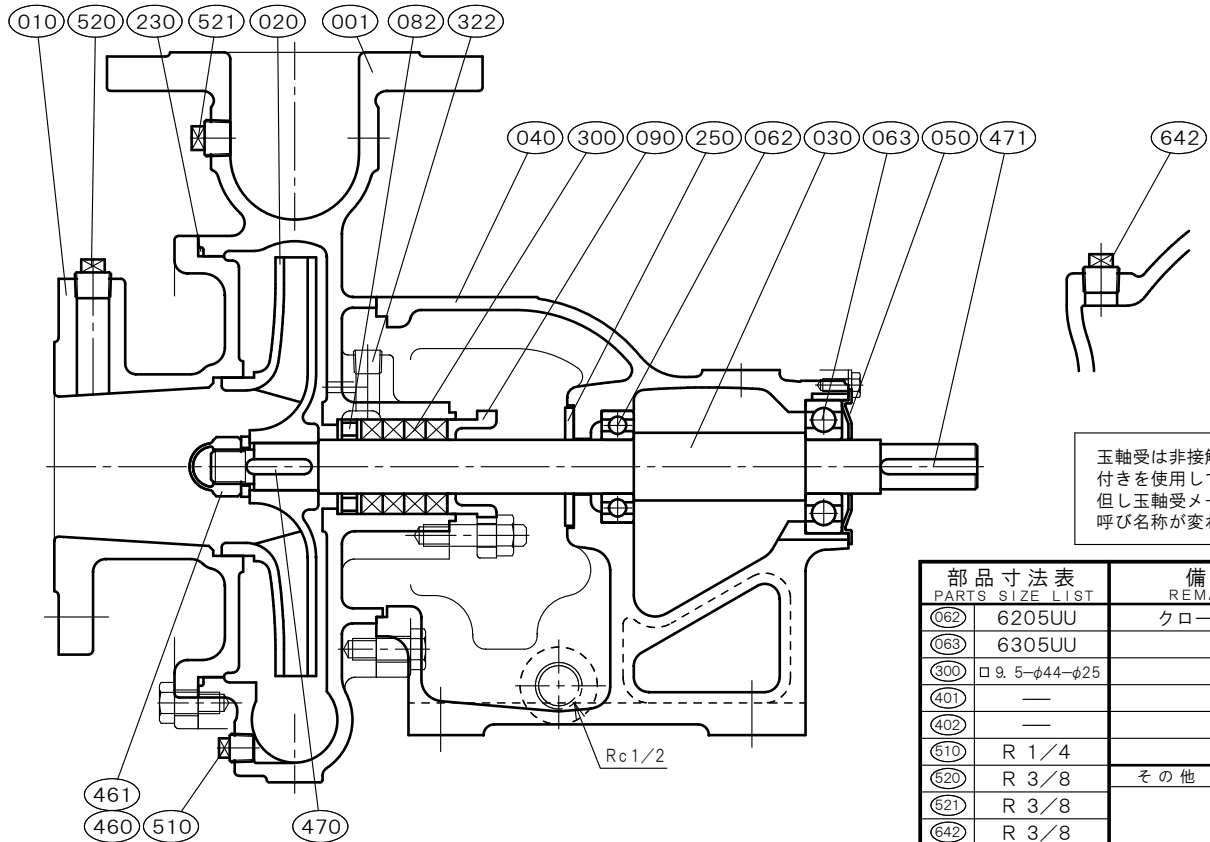 010 520 230 521 020 001 082 322
040 300 090 250 062 030 063 050 471 642
玉軸受は非接
付きを使用し
但し玉軸受メー
呼び名称が変
部品寸法表 備
PARTS SIZE LIST REMA
062 6205UU クロー
063 6305UU
300 □9.5-φ44-φ25
401 —
402 —
510 R 1/4
520 R 3/8 その他
521 R 3/8
642 R 3/8
Rc1/2
461
460 510 470